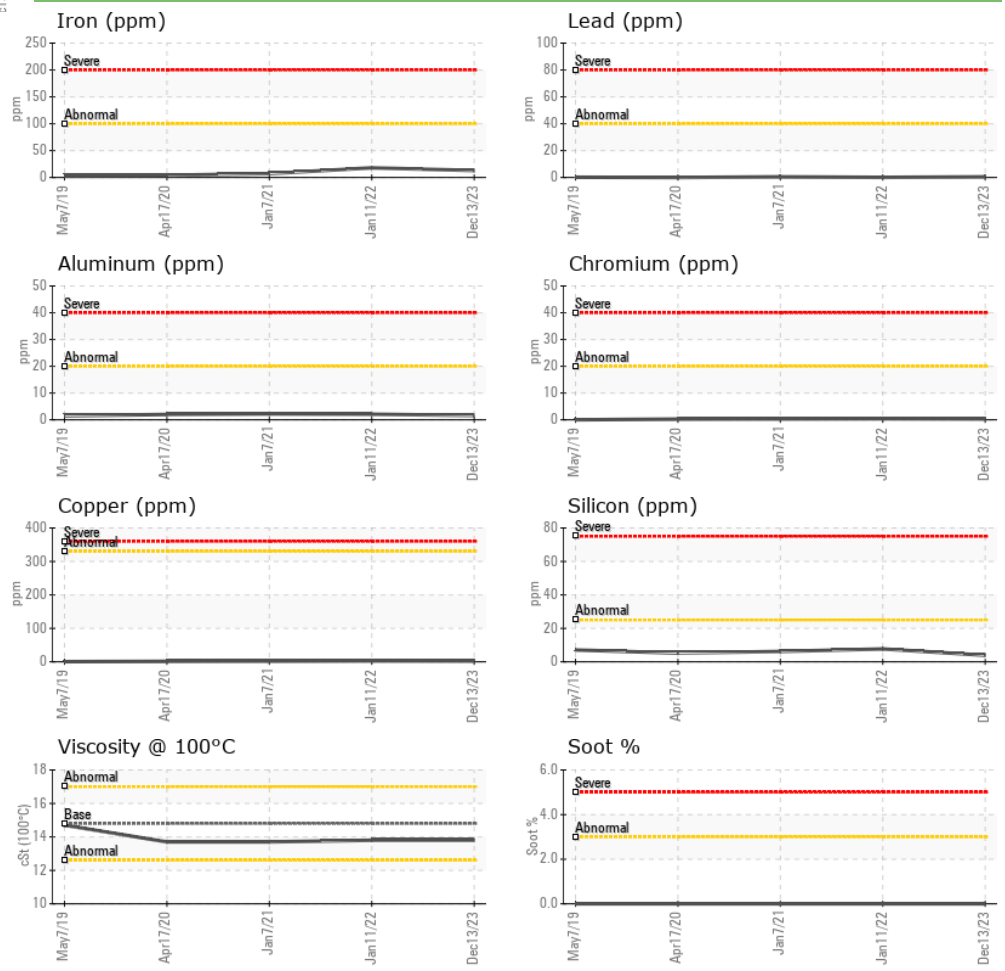 Iron (ppm)
250
200
150
100
50
0
ppm
Severe
Abnormal
May7/19
Apr17/20
Jan7/21
Jan11/22
Dec13/23
Lead (ppm)
100
80
60
40
20
0
ppm
Severe
Abnormal
May7/19
Apr17/20
Jan7/21
Jan11/22
Dec13/23
Aluminum (ppm)
50
40
30
20
10
0
ppm
Severe
Abnormal
May7/19
Apr17/20
Jan7/21
Jan11/22
Dec13/23
Chromium (ppm)
50
40
30
20
10
0
ppm
Severe
Abnormal
May7/19
Apr17/20
Jan7/21
Jan11/22
Dec13/23
Copper (ppm)
400
300
200
100
0
ppm
Severe
Abnormal
May7/19
Apr17/20
Jan7/21
Jan11/22
Dec13/23
Silicon (ppm)
80
60
40
20
0
ppm
Severe
Abnormal
May7/19
Apr17/20
Jan7/21
Jan11/22
Dec13/23
Viscosity @ 100°C
18
16
14
12
10
cSt (100°C)
Abnormal
Base
Abnormal
May7/19
Apr17/20
Jan7/21
Jan11/22
Dec13/23
Soot %
6.0
4.0
2.0
0.0
Soot %
Severe
Abnormal
May7/19
Apr17/20
Jan7/21
Jan11/22
Dec13/23